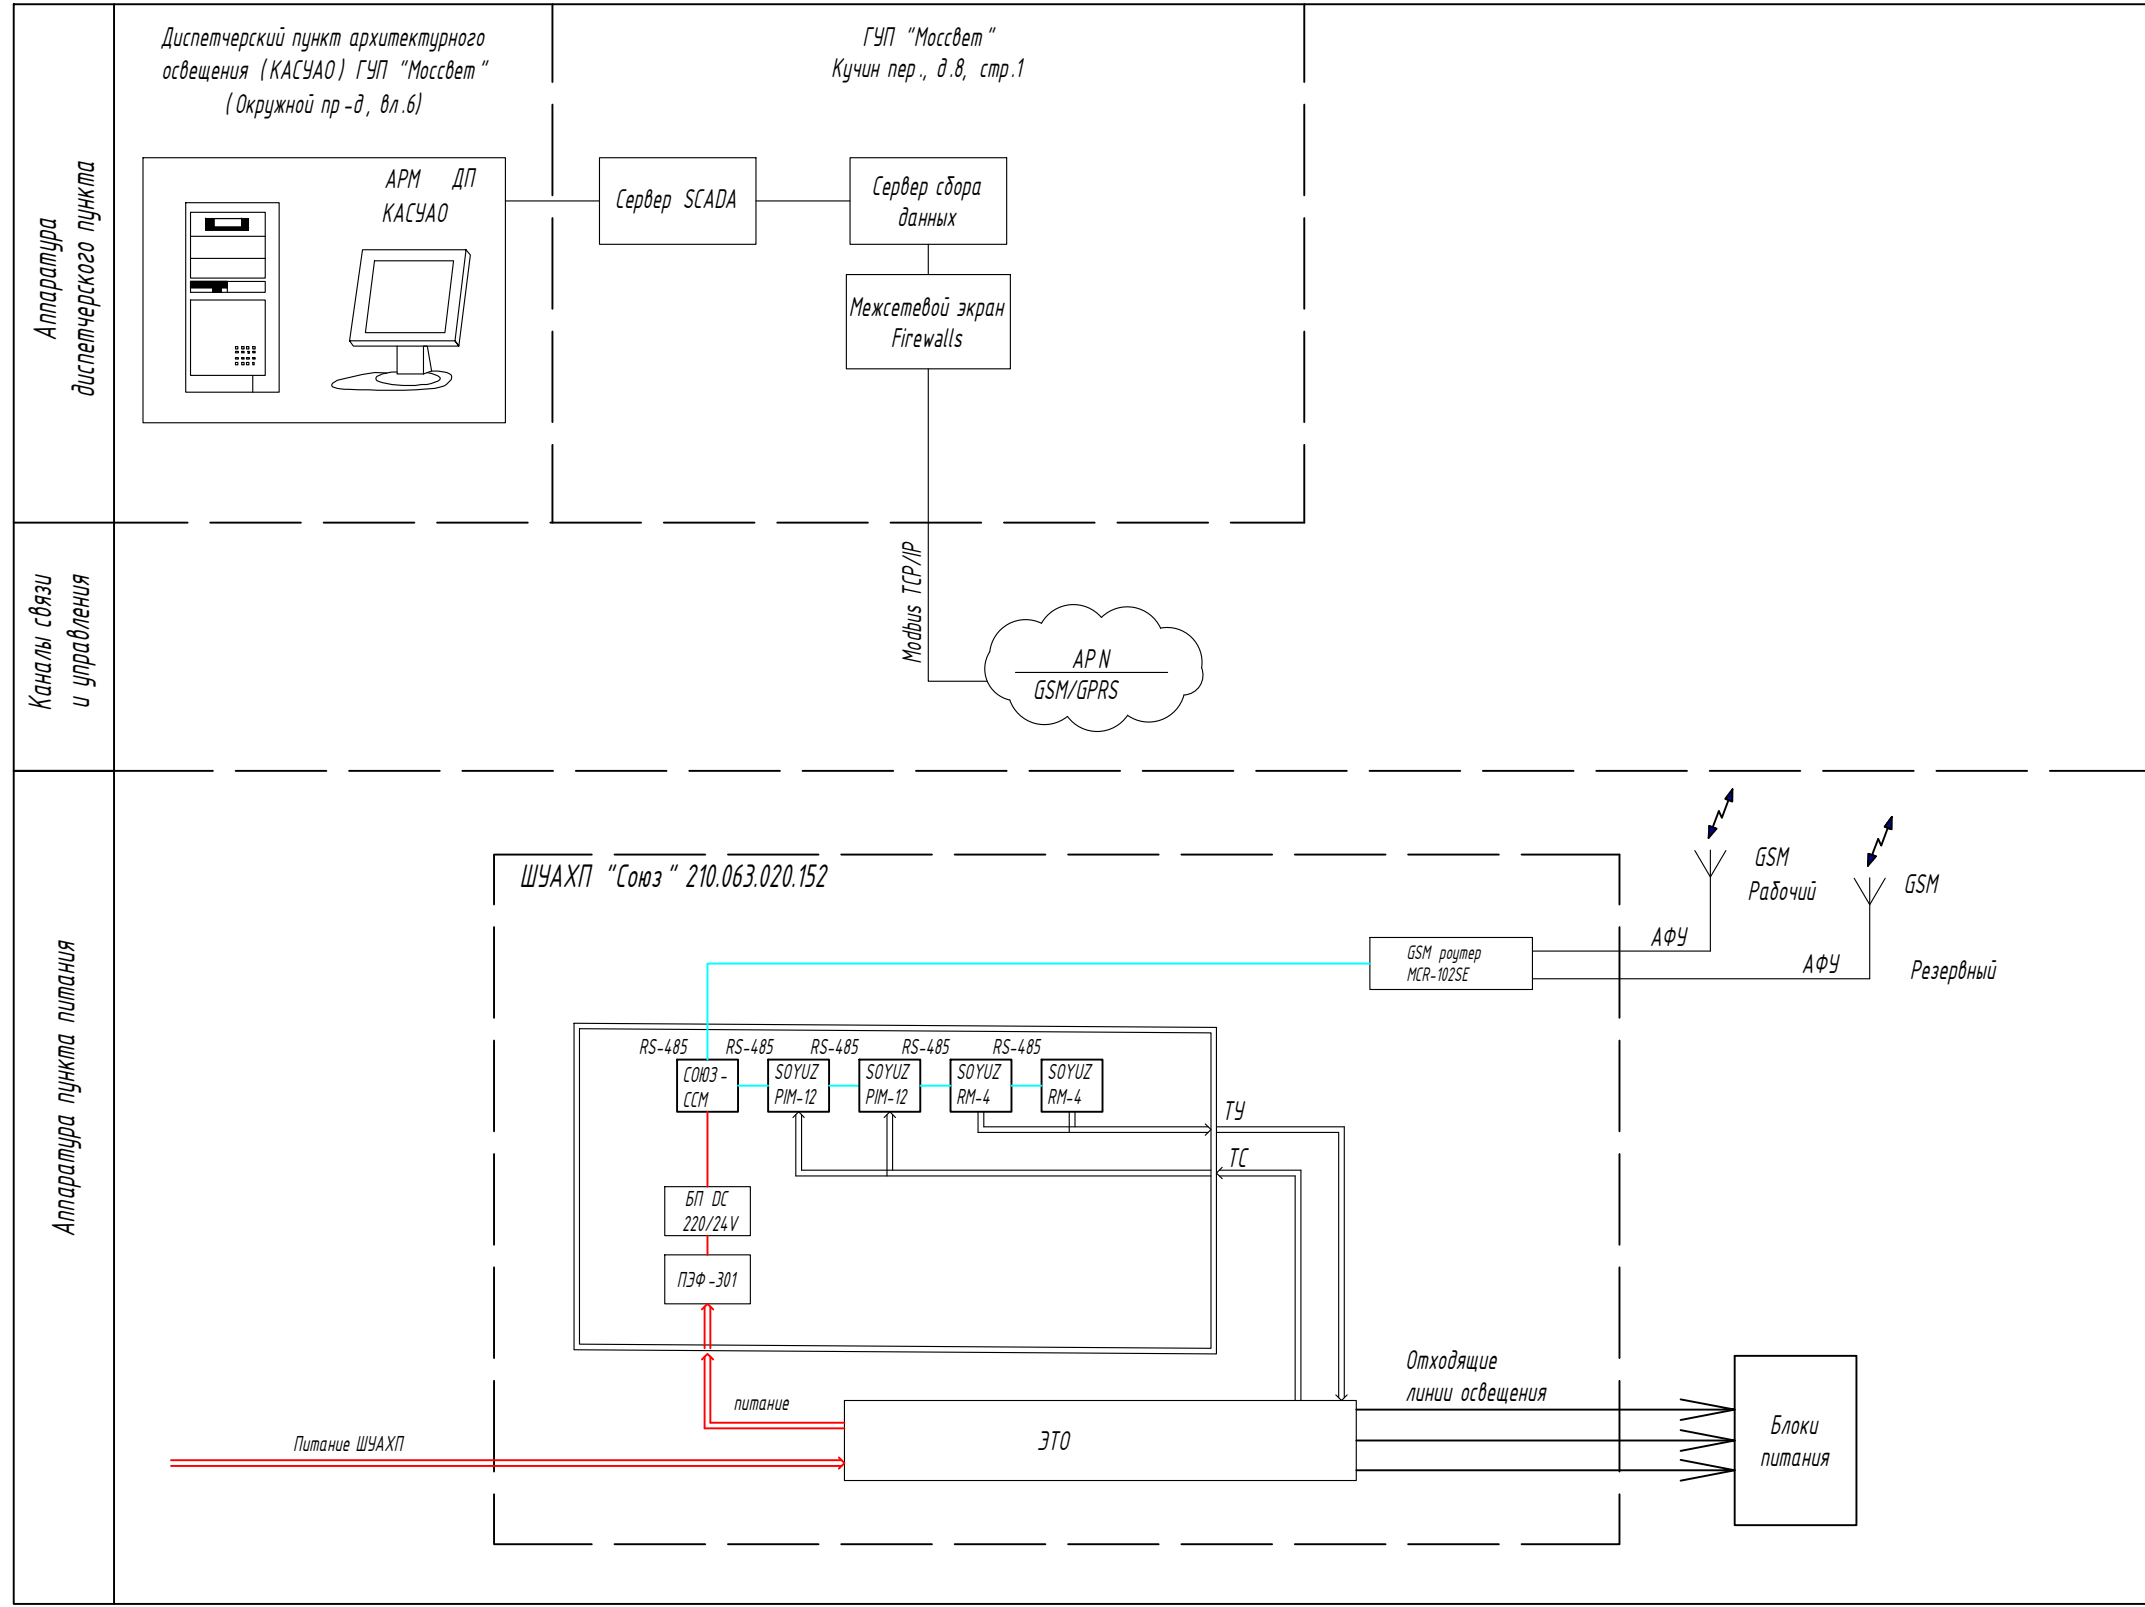 Аппаратура
диспетчерского пункта
Диспетчерский пункт архитектурного
освещения (КАСУАО) ГУП "Моссвет"
(Окружной пр-д, вл.6)
ГУП "Моссвет"
Кучин пер., д.8, стр.1
АРМ ДП
КАСУАО
Сервер SCADA
Сервер сбора
данных
Межсетевой экран
Firewalls
Каналы связи
и управления
Modbus TCP/IP
APN
GSM/GPRS
Аппаратура пункта питания
ШУАХП "Союз" 210.063.020.152
GSM
Рабочий
GSM
Резервный
АФУ
АФУ
GSM роутер
MCR-102SE
RS-485
RS-485
RS-485
RS-485
RS-485
СОЮЗ-
ССМ
SOYUZ
PIM-12
SOYUZ
PIM-12
SOYUZ
RM-4
SOYUZ
RM-4
ТУ
ТС
БП DC
220/24V
ПЭФ-301
питание
Питание ШУАХП
ЭТО
Отходящие
линии освещения
Блоки
питания